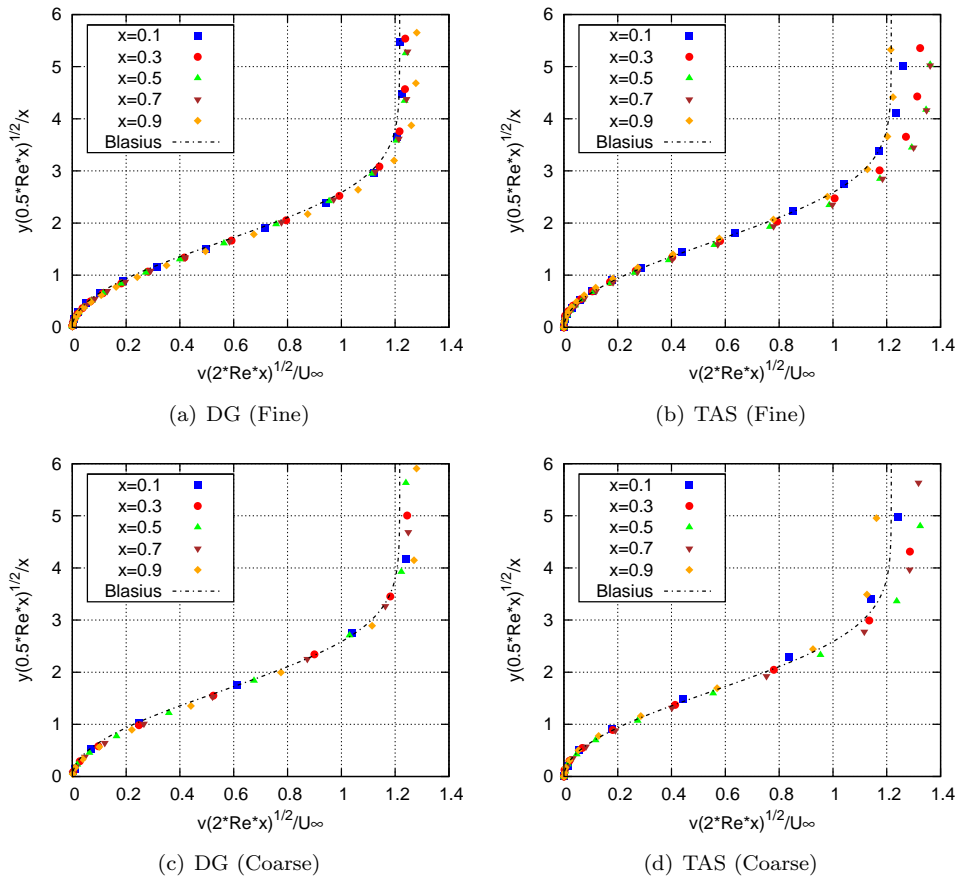 6
5
4
3
2
1
0
y(0.5*Re*x)^1/2/x
x=0.1
x=0.3
x=0.5
x=0.7
x=0.9
Blasius
0 0.2 0.4 0.6 0.8 1 1.2 1.4
v(2*Re*x)^1/2/U∞
(a) DG (Fine)
6
5
4
3
2
1
0
y(0.5*Re*x)^1/2/x
x=0.1
x=0.3
x=0.5
x=0.7
x=0.9
Blasius
0 0.2 0.4 0.6 0.8 1 1.2 1.4
v(2*Re*x)^1/2/U∞
(b) TAS (Fine)
6
5
4
3
2
1
0
y(0.5*Re*x)^1/2/x
x=0.1
x=0.3
x=0.5
x=0.7
x=0.9
Blasius
0 0.2 0.4 0.6 0.8 1 1.2 1.4
v(2*Re*x)^1/2/U∞
(c) DG (Coarse)
6
5
4
3
2
1
0
y(0.5*Re*x)^1/2/x
x=0.1
x=0.3
x=0.5
x=0.7
x=0.9
Blasius
0 0.2 0.4 0.6 0.8 1 1.2 1.4
v(2*Re*x)^1/2/U∞
(d) TAS (Coarse)